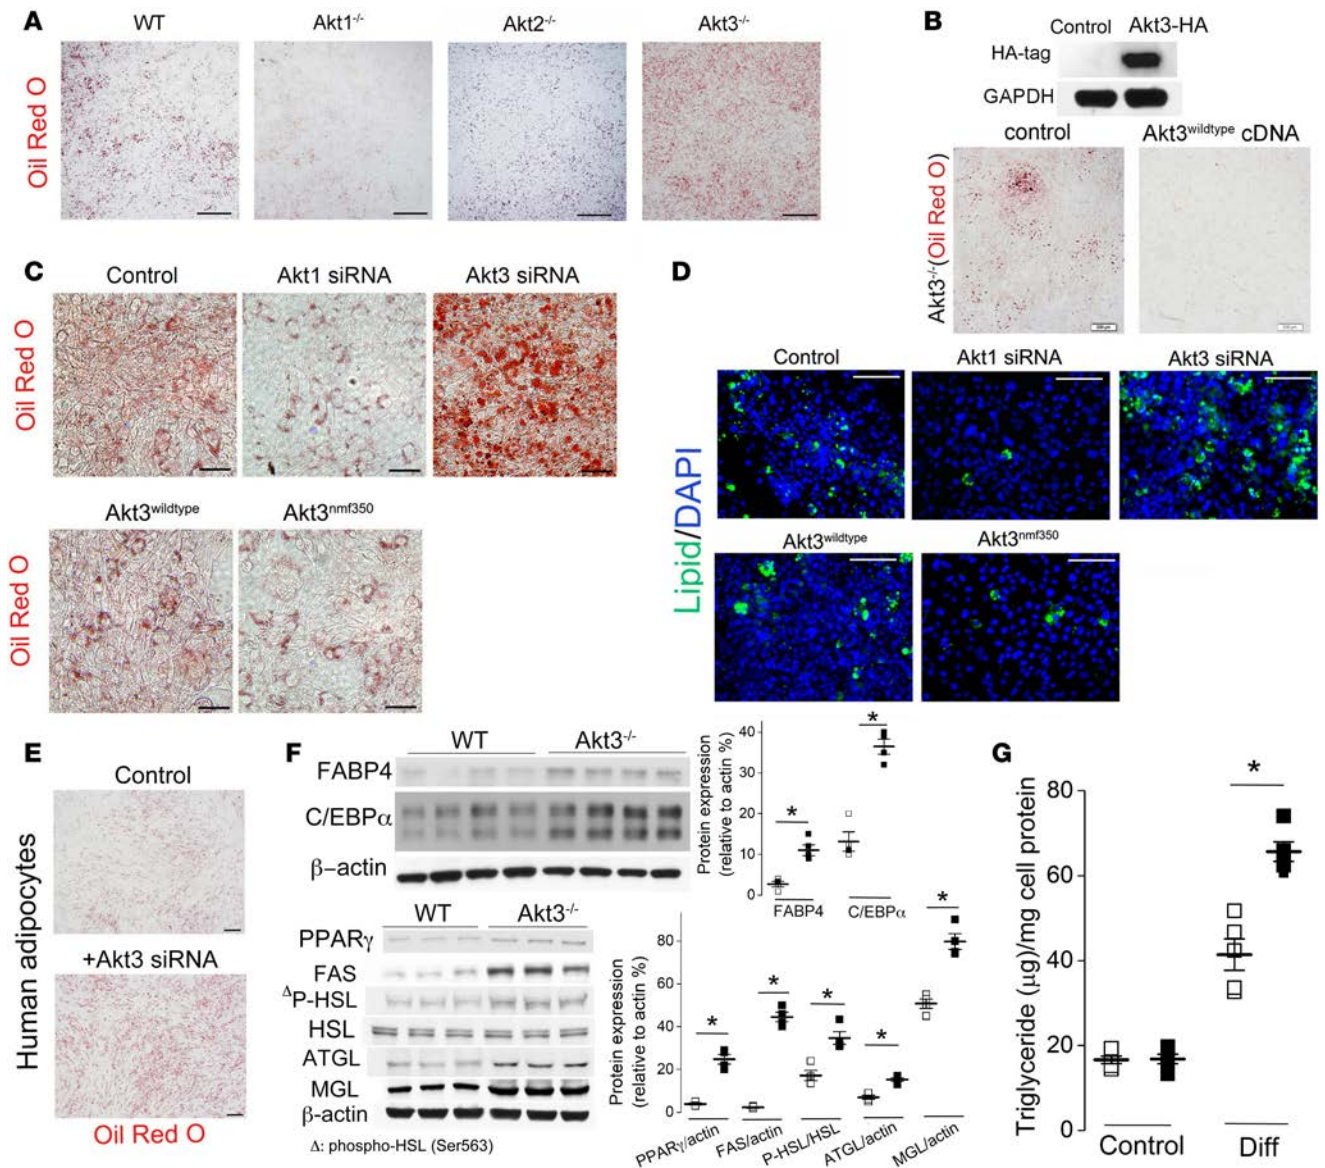 A
WT
Akt1-/-
Akt2-/-
Akt3-/-
Oil Red O
B
Control Akt3-HA
HA-tag
GAPDH
control
Akt3wildtype cDNA
Akt3-/-(Oil Red O)
C
Control
Akt1 siRNA
Akt3 siRNA
Oil Red O
Akt3wildtype
Akt3nmf350
Oil Red O
D
Control
Akt1 siRNA
Akt3 siRNA
Lipid/DAPI
Akt3wildtype
Akt3nmf350
E
Control
Human adipocytes
+Akt3 siRNA
Oil Red O
F
WT
Akt3-/-
FABP4
C/EBPα
β-actin
Protein expression
(relative to actin %)
40
30
20
10
0
*
*
FABP4
C/EBPα
WT
Akt3-/-
PPARγ
FAS
ΔP-HSL
HSL
ATGL
MGL
β-actin
Δ: phospho-HSL (Ser563)
Protein expression
(relative to actin %)
80
60
40
20
0
*
*
*
*
*
PPARγ/actin
FAS/actin
P-HSL/HSL
ATGL/actin
MGL/actin
G
Triglyceride (μg)/mg cell protein
80
60
40
20
0
*
Control
Diff